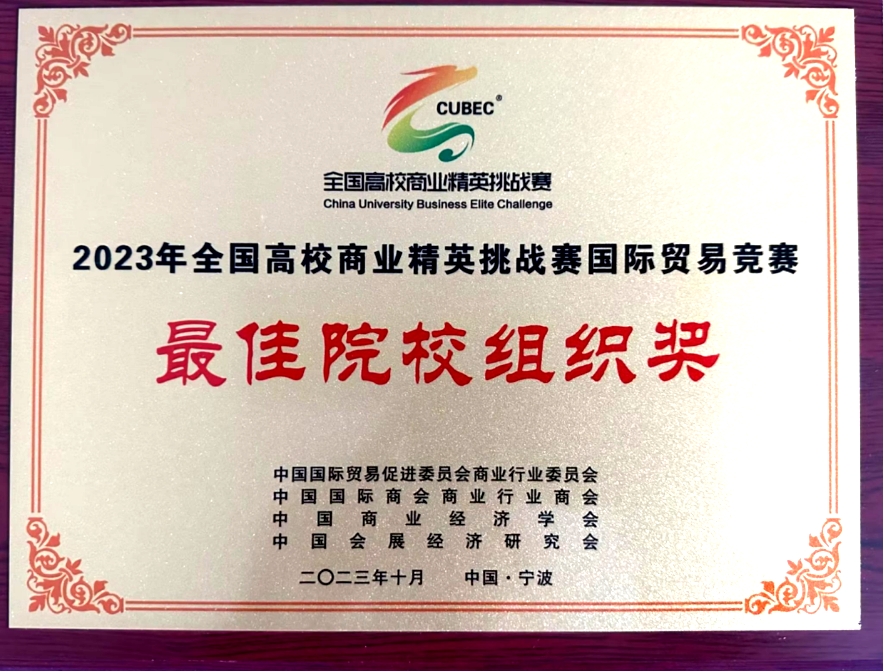 CUBEC®
全国高校商业精英挑战赛
China University Business Elite Challenge
2023年全国高校商业精英挑战赛国际贸易竞赛
最佳院校组织奖
中国国际贸易促进委员会商业行业委员会
中国国际商会商业行业商会
中国商业经济学会
中国会展经济研究会
二〇二三年十月 中国·宁波